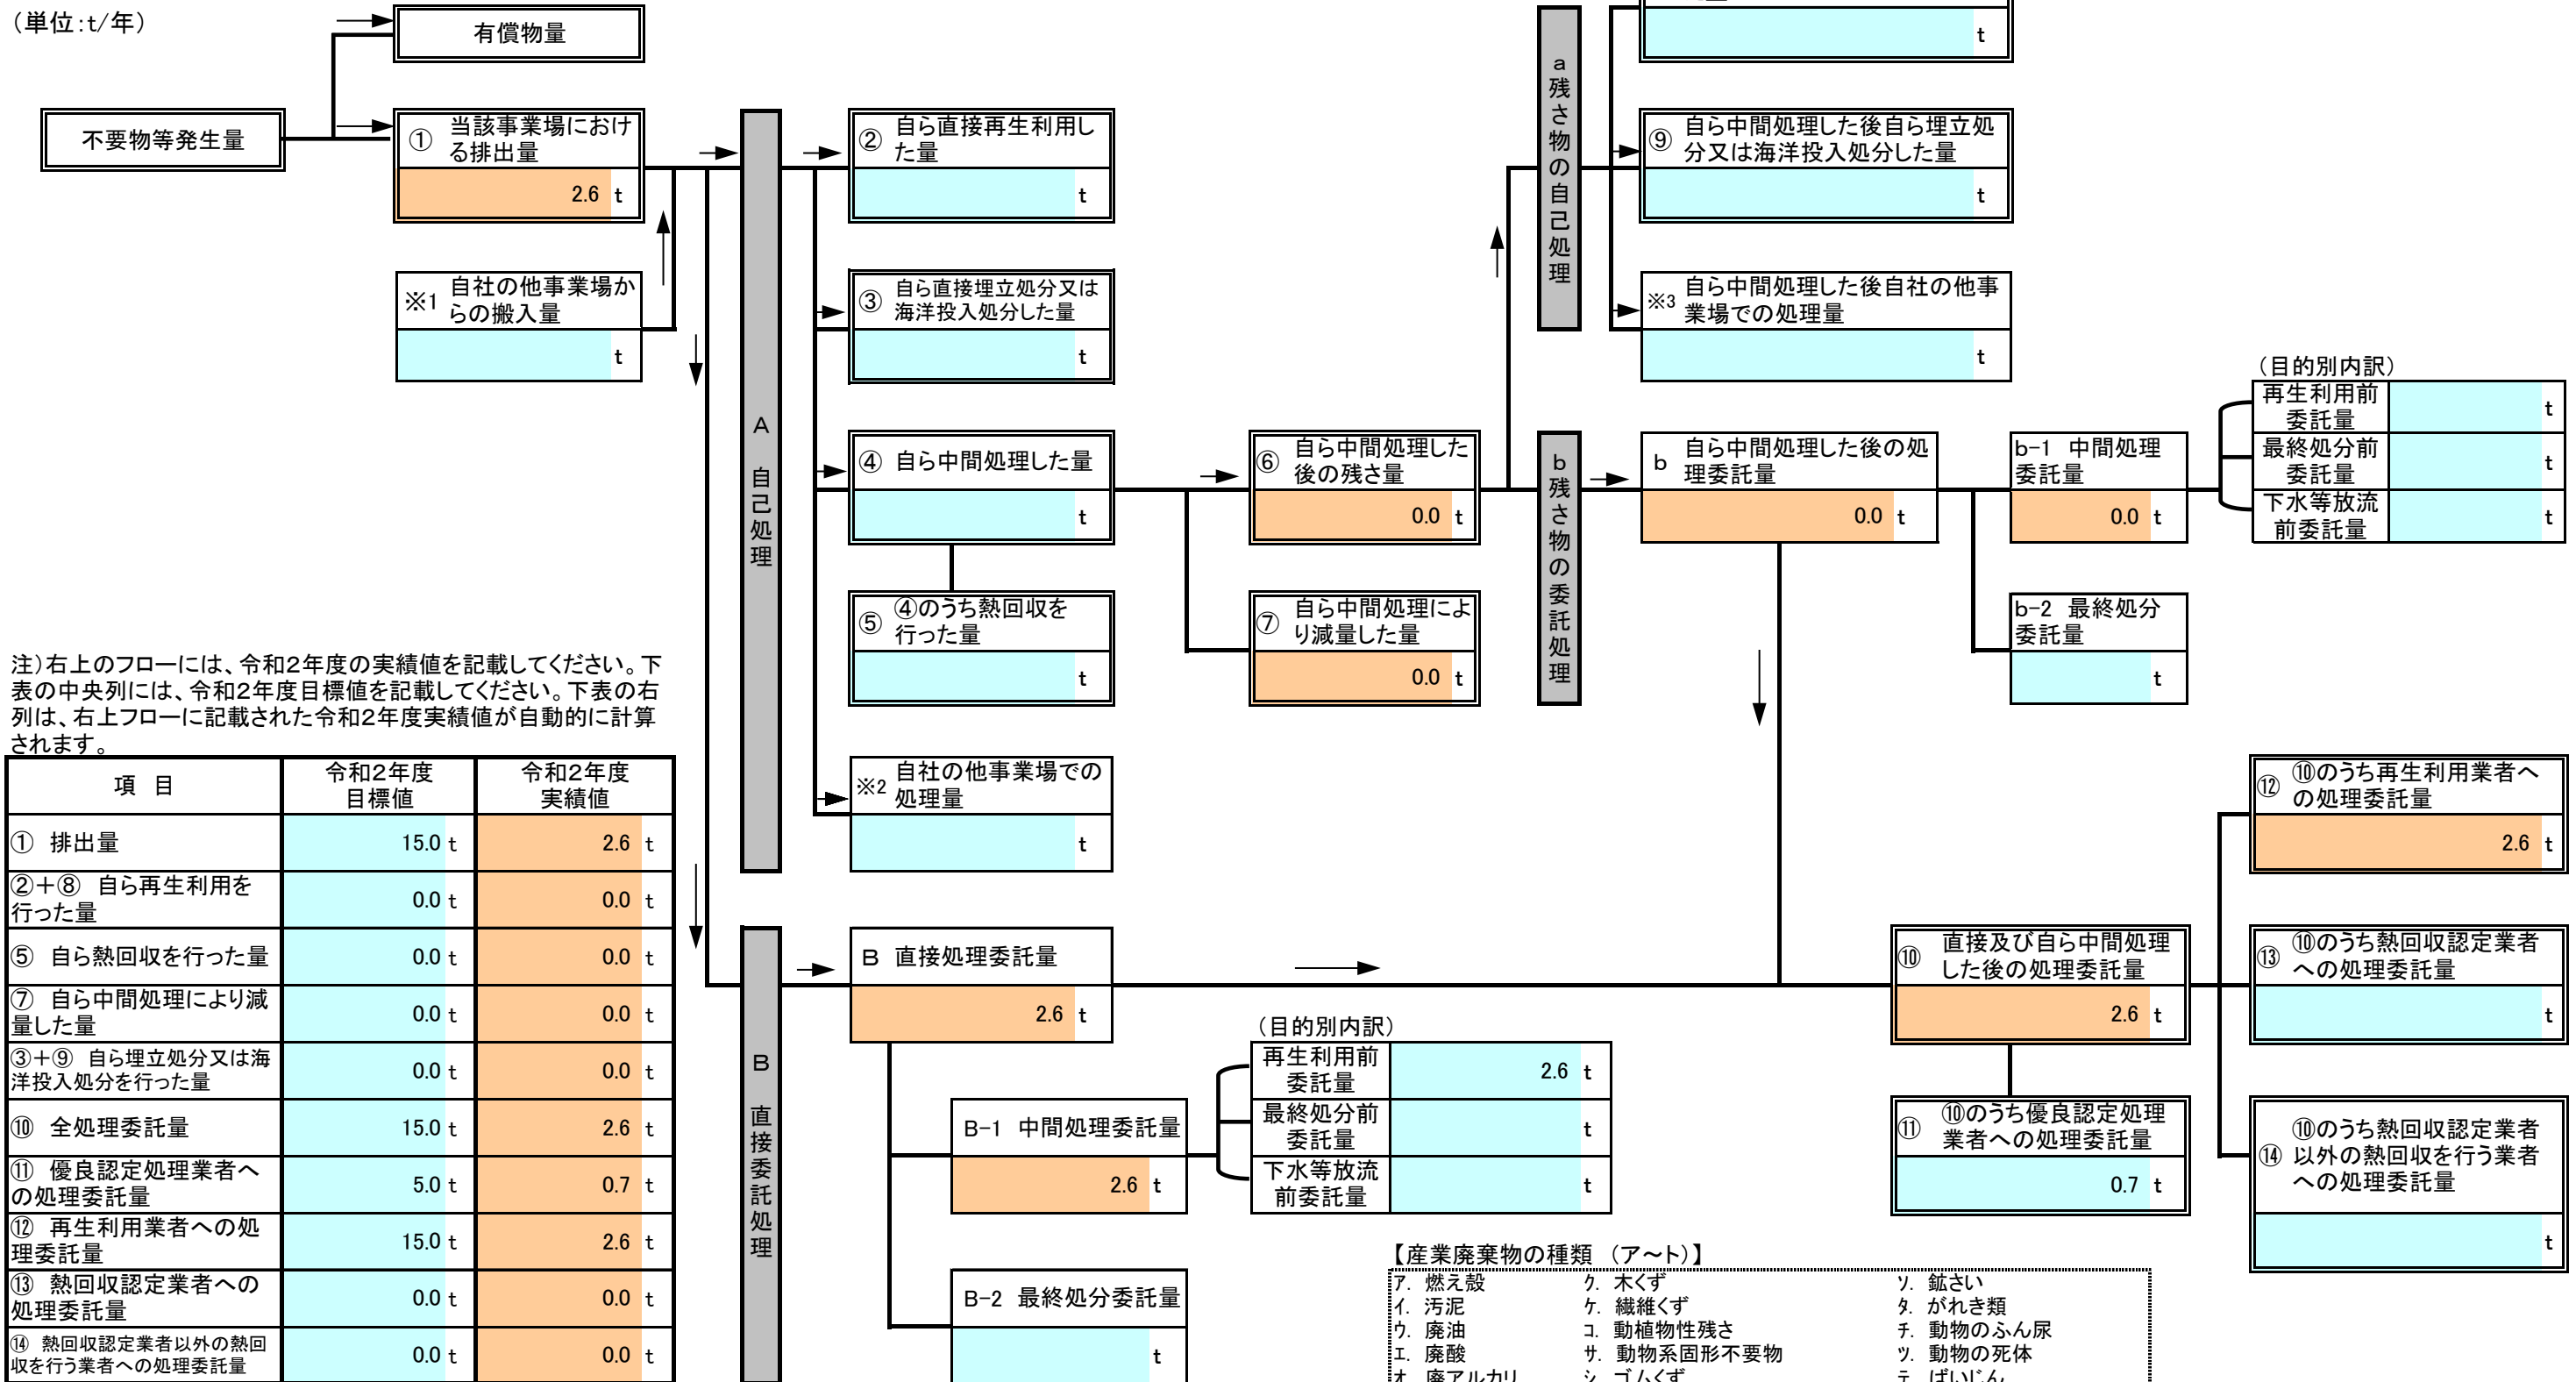 （単位：t/年）
有償物量
不要物等発生量
① 当該事業場におけ
る排出量
2.6 t
※1 自社の他事業場か
らの搬入量
t
A 自己処理
② 自ら直接再生利用し
た量
t
③ 自ら直接埋立処分又は
海洋投入処分した量
t
④ 自ら中間処理した量
t
⑤ ④のうち熱回収を
行った量
t
※2 自社の他事業場での
処理量
t
⑥ 自ら中間処理した
後の残さ量
0.0 t
⑦ 自ら中間処理によ
り減量した量
0.0 t
a 残さ物の自己処理
t
⑨ 自ら中間処理した後自ら埋立処
分又は海洋投入処分した量
t
※3 自ら中間処理した後自社の他事
業場での処理量
t
b 残さ物の委託処理
b 自ら中間処理した後の処
理委託量
0.0 t
b-1 中間処理
委託量
0.0 t
（目的別内訳）
再生利用前
委託量
t
最終処分前
委託量
t
下水等放流
前委託量
t
b-2 最終処分
委託量
t
注）右上のフローには、令和２年度の実績値を記載してください。下
表の中央列には、令和２年度目標値を記載してください。下表の右
列は、右上フローに記載された令和２年度実績値が自動的に計算
されます。
項 目 令和２年度 令和２年度
目標値 実績値
① 排出量 15.0 t 2.6 t
②＋⑧ 自ら再生利用を
行った量 0.0 t 0.0 t
⑤ 自ら熱回収を行った量 0.0 t 0.0 t
⑦ 自ら中間処理により減
量した量 0.0 t 0.0 t
③＋⑨ 自ら埋立処分又は海
洋投入処分を行った量 0.0 t 0.0 t
⑩ 全処理委託量 15.0 t 2.6 t
⑪ 優良認定処理業者へ
の処理委託量 5.0 t 0.7 t
⑫ 再生利用業者への処
理委託量 15.0 t 2.6 t
⑬ 熱回収認定業者への
処理委託量 0.0 t 0.0 t
⑭ 熱回収認定業者以外の熱回
収を行う業者への処理委託量 0.0 t 0.0 t
B 直接委託処理
B 直接処理委託量
2.6 t
B-1 中間処理委託量
2.6 t
（目的別内訳）
再生利用前
委託量
2.6 t
最終処分前
委託量
t
下水等放流
前委託量
t
B-2 最終処分委託量
t
⑩ 直接及び自ら中間処理
した後の処理委託量
2.6 t
⑪ ⑩のうち優良認定処理
業者への処理委託量
0.7 t
⑫ ⑩のうち再生利用業者へ
の処理委託量
2.6 t
⑬ ⑩のうち熱回収認定業者
への処理委託量
t
⑭ ⑩のうち熱回収認定業者
以外の熱回収を行う業者
への処理委託量
t
【産業廃棄物の種類 （ア～ト）】
ア. 燃え殻 ク. 木くず ソ. 鉱さい
イ. 汚泥 ケ. 繊維くず タ. がれき類
ウ. 廃油 コ. 動植物性残さ チ. 動物のふん尿
エ. 廃酸 サ. 動物系固形不要物 ツ. 動物の死体
オ. 廃アルカリ シ. ゴムくず テ. ばいじん